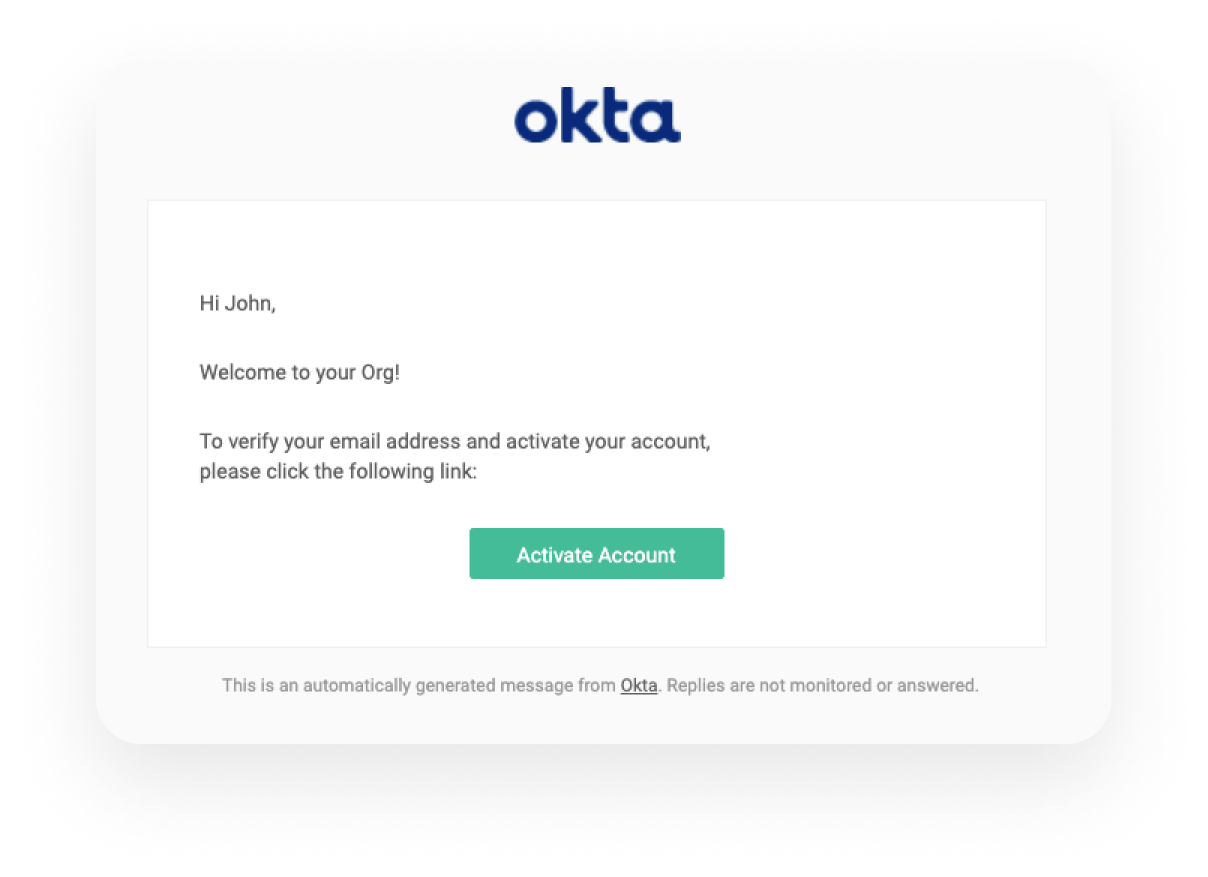 okta
Hi John,
Welcome to your Org!
To verify your email address and activate your account,
please click the following link:
Activate Account
This is an automatically generated message from Okta. Replies are not monitored or answered.